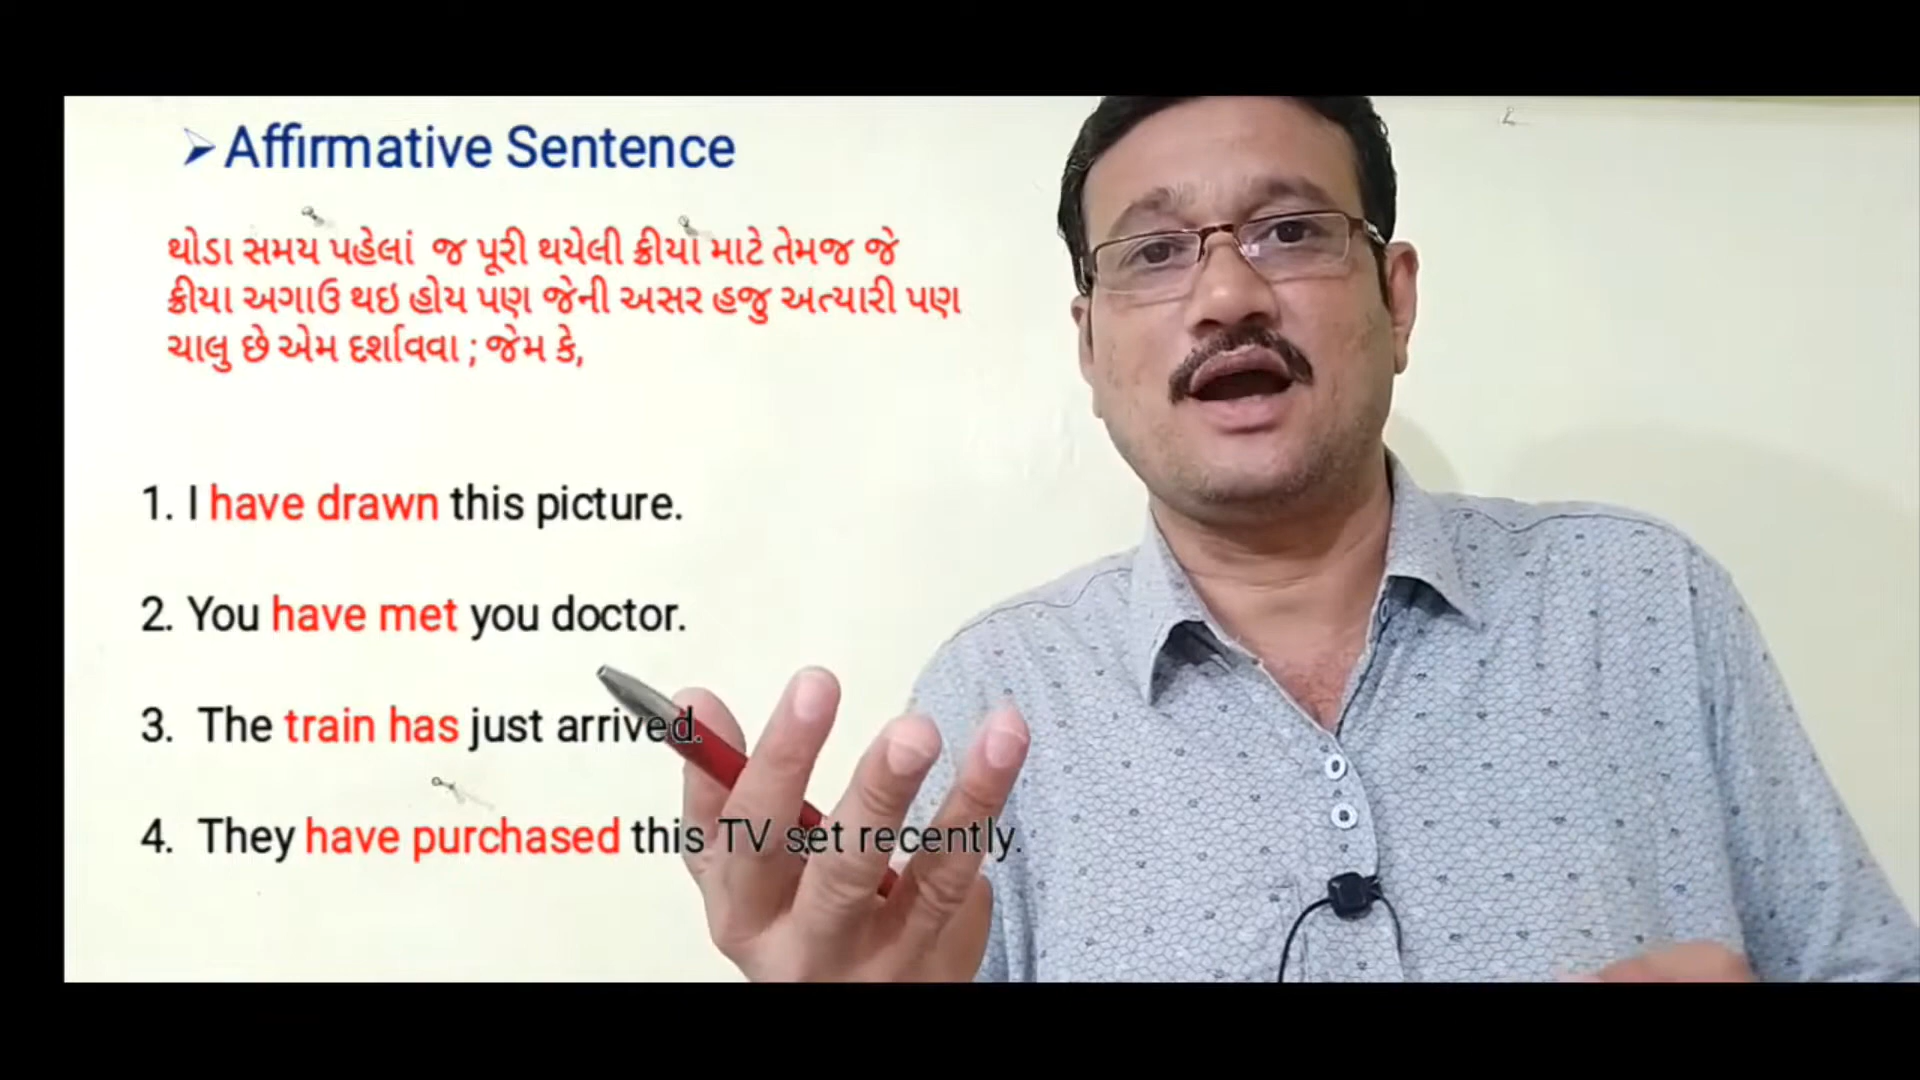 Affirmative Sentence
થોડા સમય પહેલાં જ પૂરી થયેલી ક્રીયા માટે તેમજ જે
ક્રીયા અગાઉ થઇ હોય પણ જેની અસર હજુ અત્યારી પણ
ચાલુ છે એમ દર્શાવવા ; જેમ કે,
1. I have drawn this picture.
2. You have met you doctor.
3. The train has just arrived.
4. They have purchased this TV set recently.